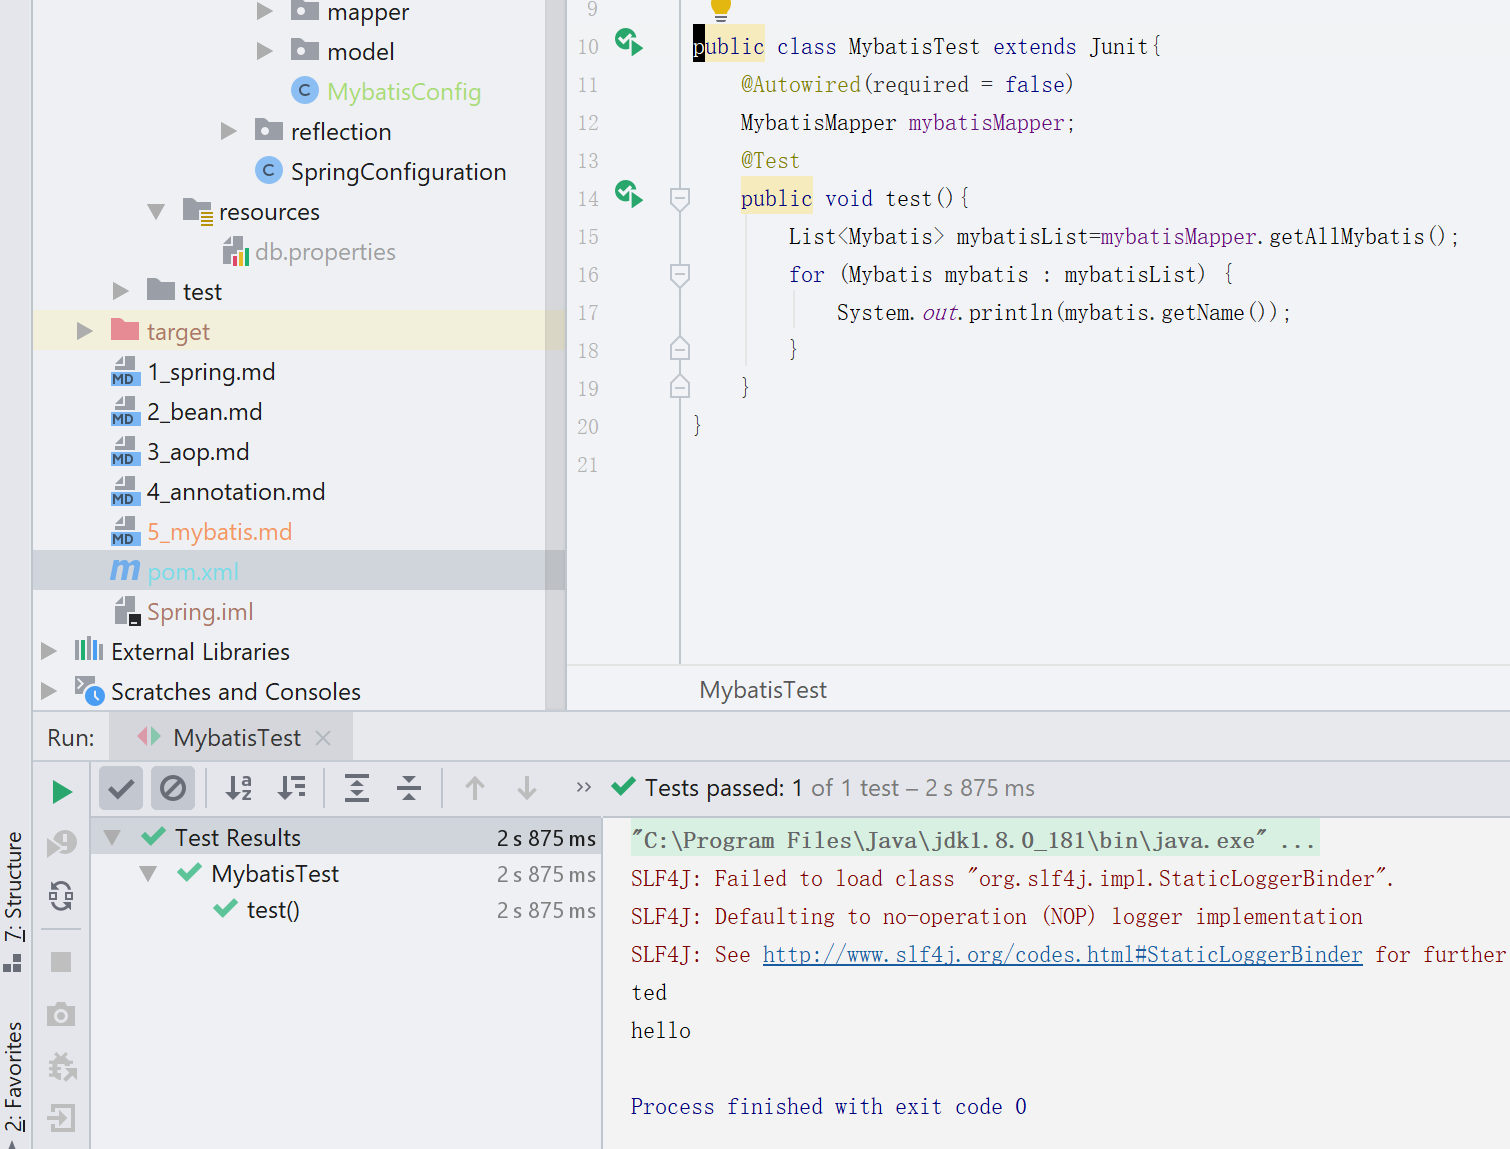 mapper
model
MybatisConfig
reflection
SpringConfiguration
resources
db.properties
test
target
1_spring.md
2_bean.md
3_aop.md
4_annotation.md
5_mybatis.md
pom.xml
Spring.iml
External Libraries
Scratches and Consoles
9
10 public class MybatisTest extends Junit{
11 @Autowired(required = false)
12 MybatisMapper mybatisMapper;
13 @Test
14 public void test(){
15 List<Mybatis> mybatisList=mybatisMapper.getAllMybatis();
16 for (Mybatis mybatis : mybatisList) {
17 System.out.println(mybatis.getName());
18 }
19 }
20 }
21
MybatisTest
Run: MybatisTest
Tests passed: 1 of 1 test – 2 s 875 ms
Test Results 2 s 875 ms
MybatisTest 2 s 875 ms
test() 2 s 875 ms
"C:\Program Files\Java\jdk1.8.0_181\bin\java.exe" ...
SLF4J: Failed to load class "org.slf4j.impl.StaticLoggerBinder".
SLF4J: Defaulting to no-operation (NOP) logger implementation
SLF4J: See http://www.slf4j.org/codes.html#StaticLoggerBinder for further
ted
hello
Process finished with exit code 0
7: Structure
2: Favorites